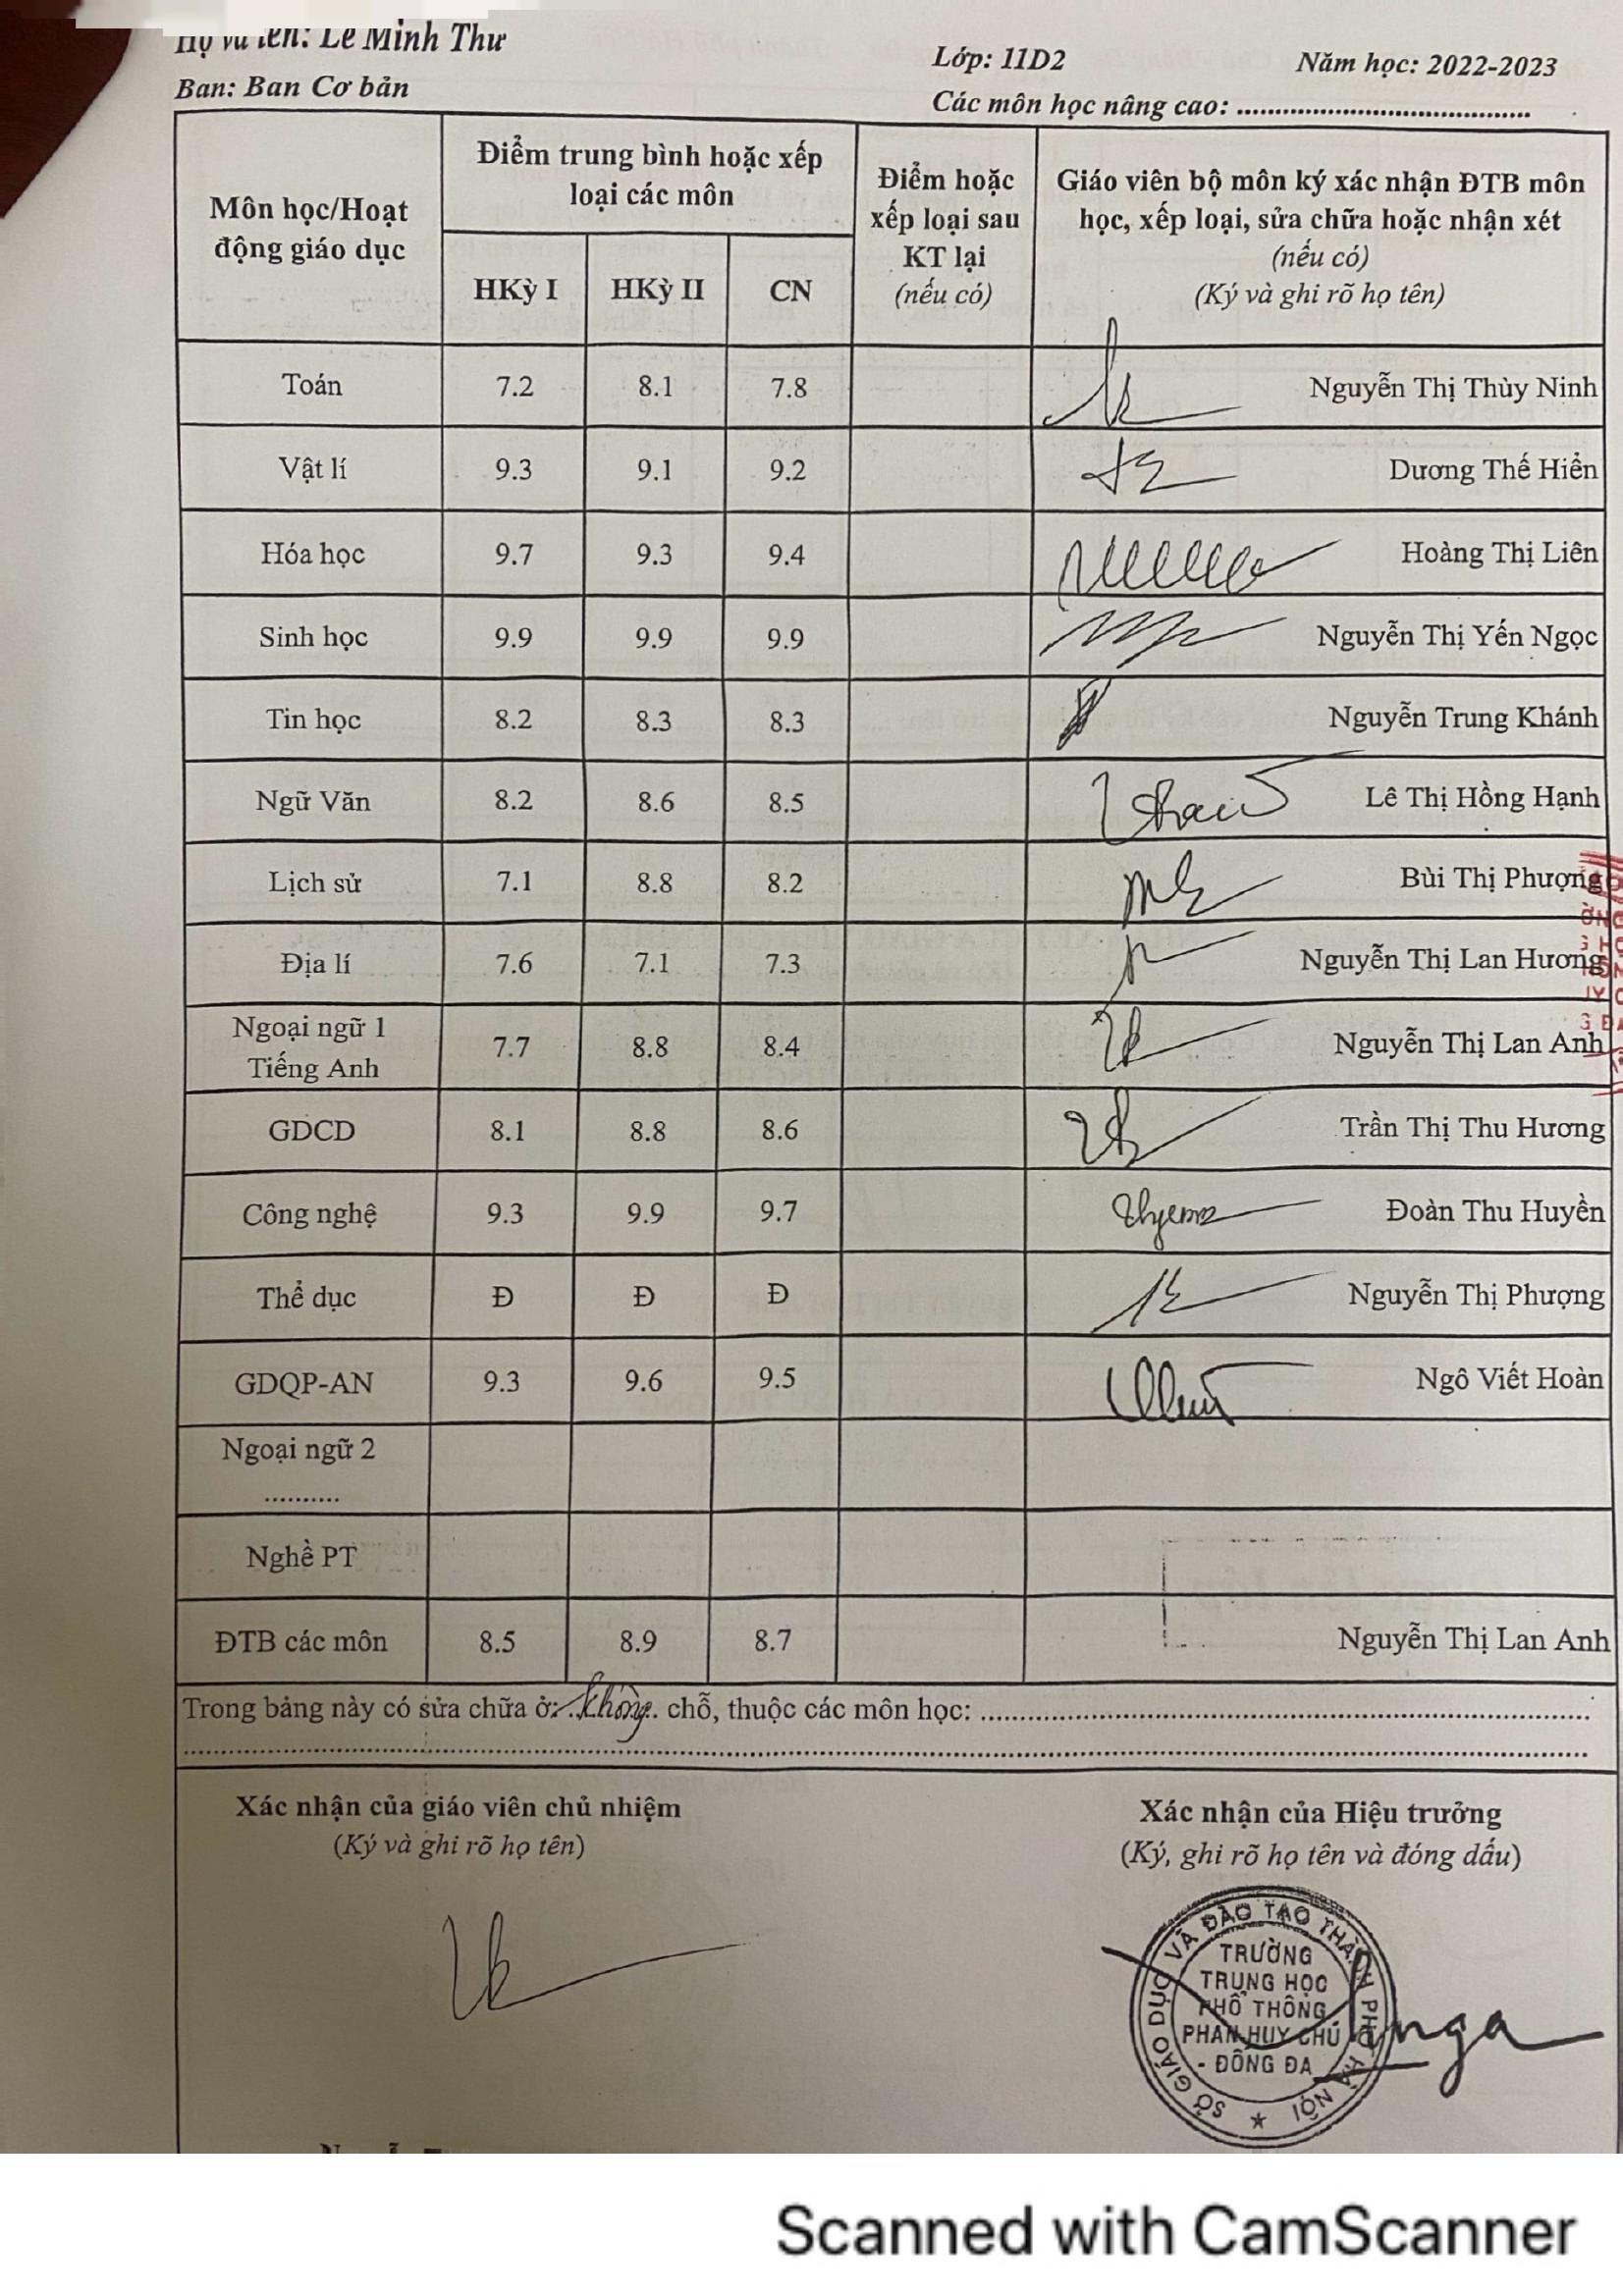 Họ và tên: Lê Minh Thư
Lớp: 11D2
Năm học: 2022-2023
Ban: Ban Cơ bản
Các môn học nâng cao: ......................................
Môn học/Hoạt động giáo dục
Điểm trung bình hoặc xếp loại các môn
HKỳ I HKỳ II CN
Điểm hoặc xếp loại sau KT lại (nếu có)
Giáo viên bộ môn ký xác nhận ĐTB môn học, xếp loại, sửa chữa hoặc nhận xét
(nếu có)
(Ký và ghi rõ họ tên)
Toán 7.2 8.1 7.8 Nguyễn Thị Thùy Ninh
Vật lí 9.3 9.1 9.2 Dương Thế Hiển
Hóa học 9.7 9.3 9.4 Hoàng Thị Liên
Sinh học 9.9 9.9 9.9 Nguyễn Thị Yến Ngọc
Tin học 8.2 8.3 8.3 Nguyễn Trung Khánh
Ngữ Văn 8.2 8.6 8.5 Lê Thị Hồng Hạnh
Lịch sử 7.1 8.8 8.2 Bùi Thị Phượng
Địa lí 7.6 7.1 7.3 Nguyễn Thị Lan Hương
Ngoại ngữ 1
Tiếng Anh 7.7 8.8 8.4 Nguyễn Thị Lan Anh
GDCD 8.1 8.8 8.6 Trần Thị Thu Hương
Công nghệ 9.3 9.9 9.7 Đoàn Thu Huyền
Thể dục Đ Đ Đ Nguyễn Thị Phượng
GDQP-AN 9.3 9.6 9.5 Ngô Viết Hoàn
Ngoại ngữ 2
..........
Nghề PT
ĐTB các môn 8.5 8.9 8.7 Nguyễn Thị Lan Anh
Trong bảng này có sửa chữa ở: không chỗ, thuộc các môn học: ......................................
Xác nhận của giáo viên chủ nhiệm
(Ký và ghi rõ họ tên)
Xác nhận của Hiệu trưởng
(Ký, ghi rõ họ tên và đóng dấu)
SỞ GIÁO DỤC VÀ ĐÀO TẠO THÀNH PHỐ HÀ NỘI
TRƯỜNG
TRUNG HỌC
PHỔ THÔNG
PHAN HUY CHÚ
- ĐỐNG ĐA
nga
Scanned with CamScanner